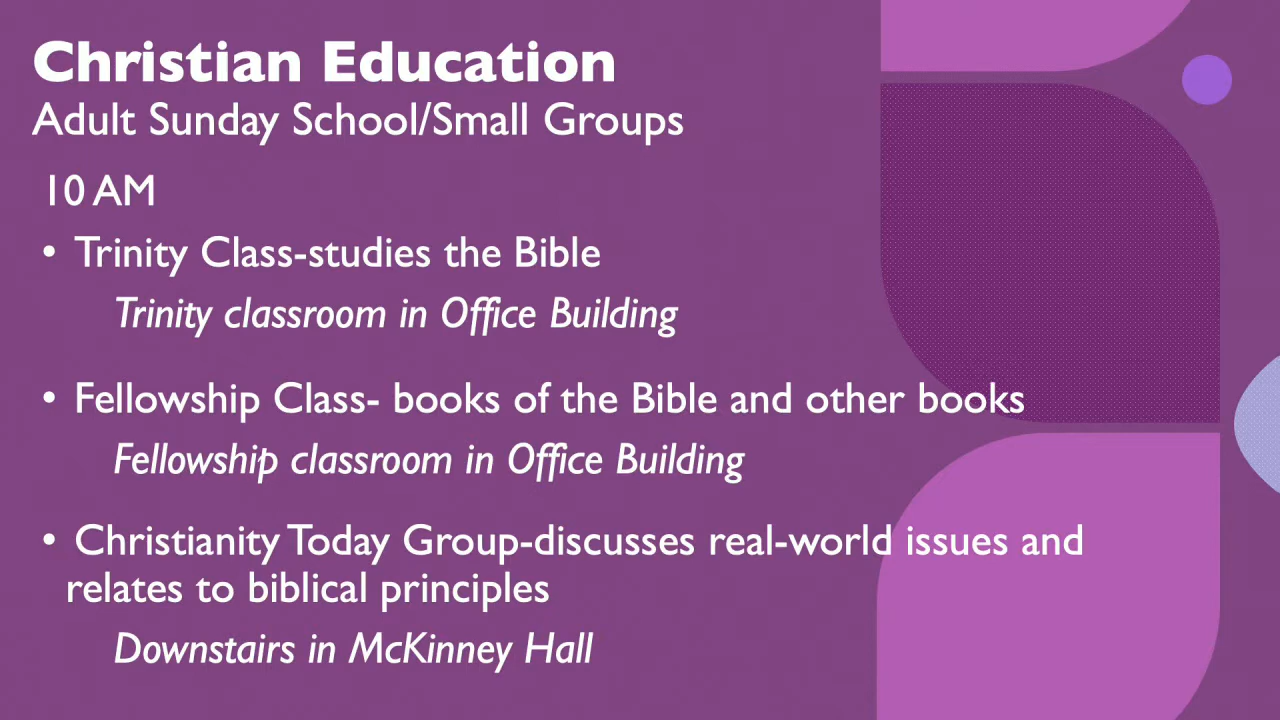 Christian Education
Adult Sunday School/Small Groups
10 AM
• Trinity Class-studies the Bible
Trinity classroom in Office Building
• Fellowship Class- books of the Bible and other books
Fellowship classroom in Office Building
• Christianity Today Group-discusses real-world issues and
relates to biblical principles
Downstairs in McKinney Hall